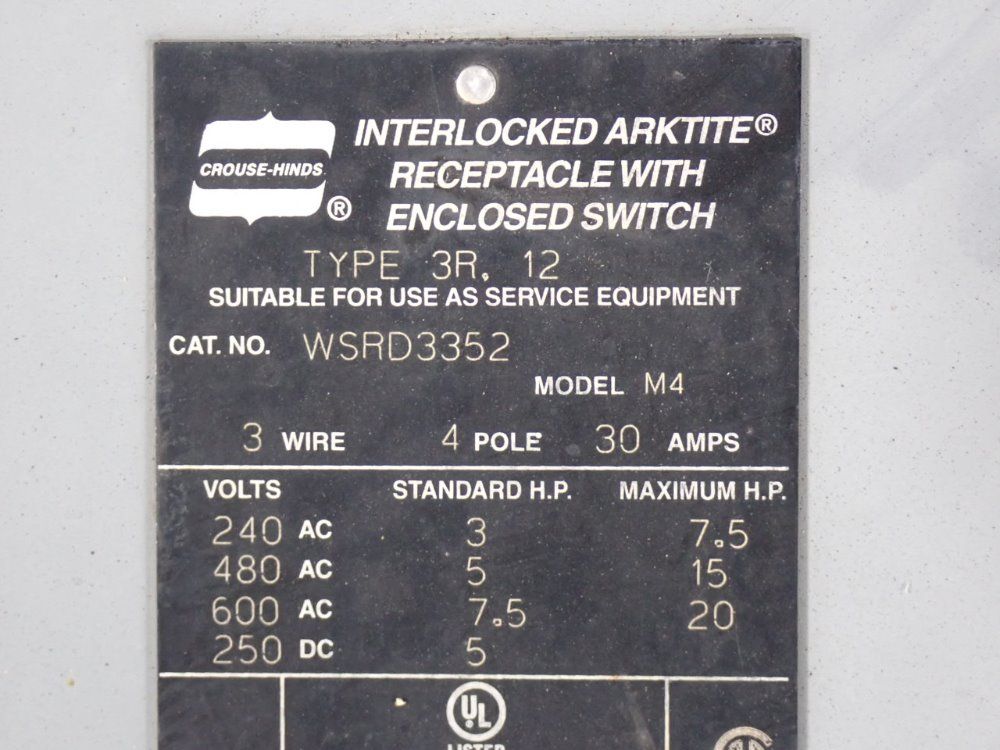 CROUSE-HINDS
®
INTERLOCKED ARKTITE®
RECEPTACLE WITH
ENCLOSED SWITCH
TYPE 3R, 12
SUITABLE FOR USE AS SERVICE EQUIPMENT
CAT. NO. WSRD3352
MODEL M4
3 WIRE 4 POLE 30 AMPS
VOLTS STANDARD H.P. MAXIMUM H.P.
240 AC 3 7.5
480 AC 5 15
600 AC 7.5 20
250 DC 5
UL
LISTED